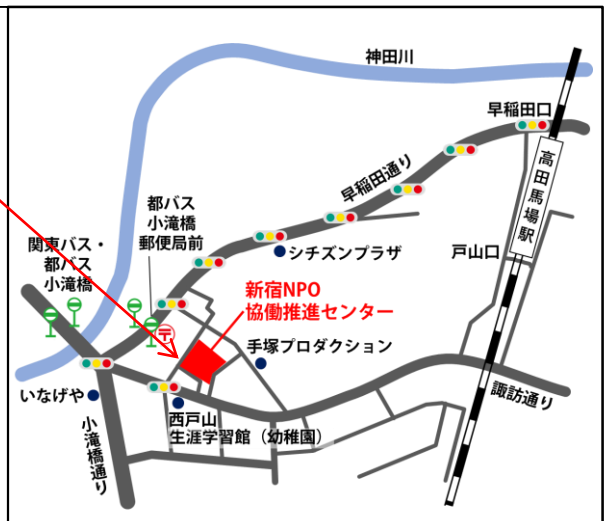 神田川
早稲田口
早稲田通り
高田馬場駅
都バス
小滝橋
郵便局前
関東バス・
都バス
小滝橋
シチズンプラザ
戸山口
新宿NPO
協働推進センター
〒
手塚プロダクション
いなげや
西戸山
生涯学習館（幼稚園）
諏訪通り
小滝橋通り